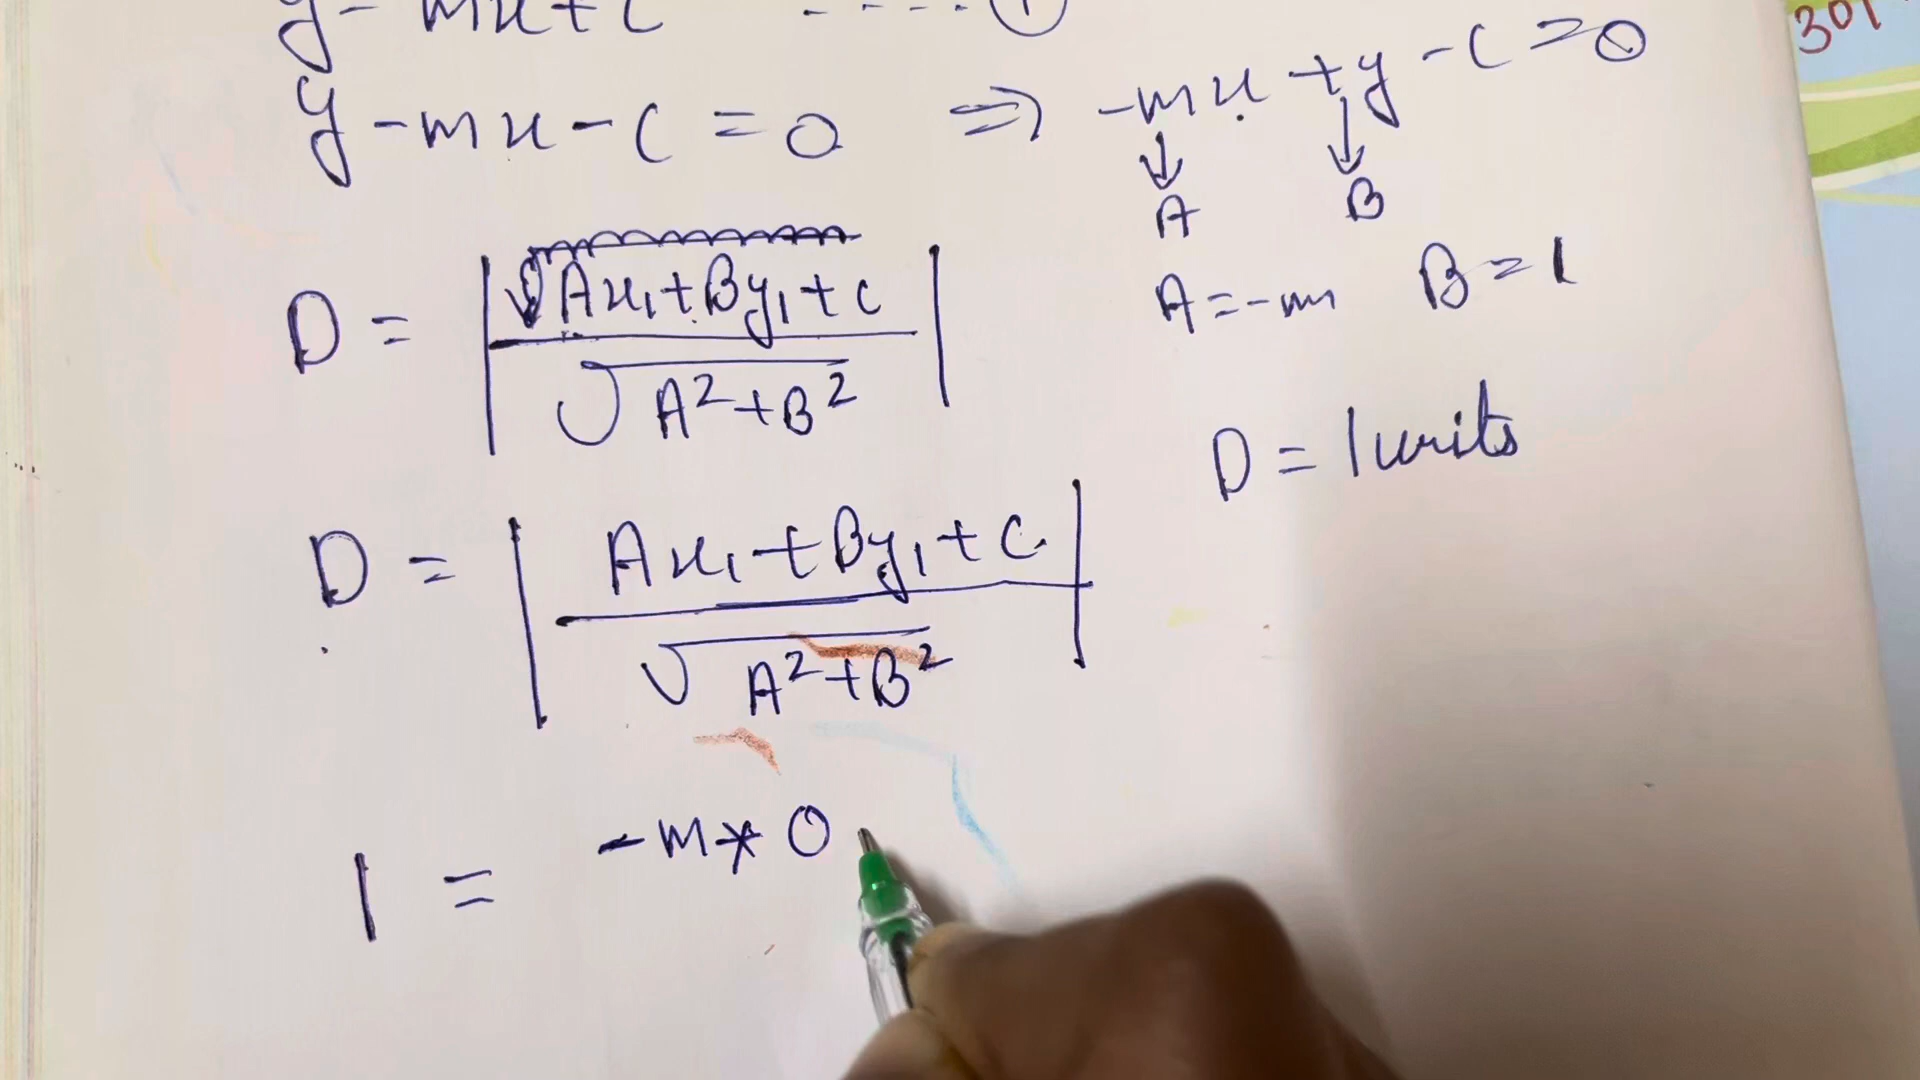 y = mx + c ----- ①
301
y - mx - c = 0 ⇒ -mx + y - c = 0
↓ ↓
A B
A = -m B = 1
D = | Ax₁ + By₁ + c / √A² + B² |
D = 1 units
D = | Ax₁ + By₁ + c / √A² + B² |
1 = -m * 0